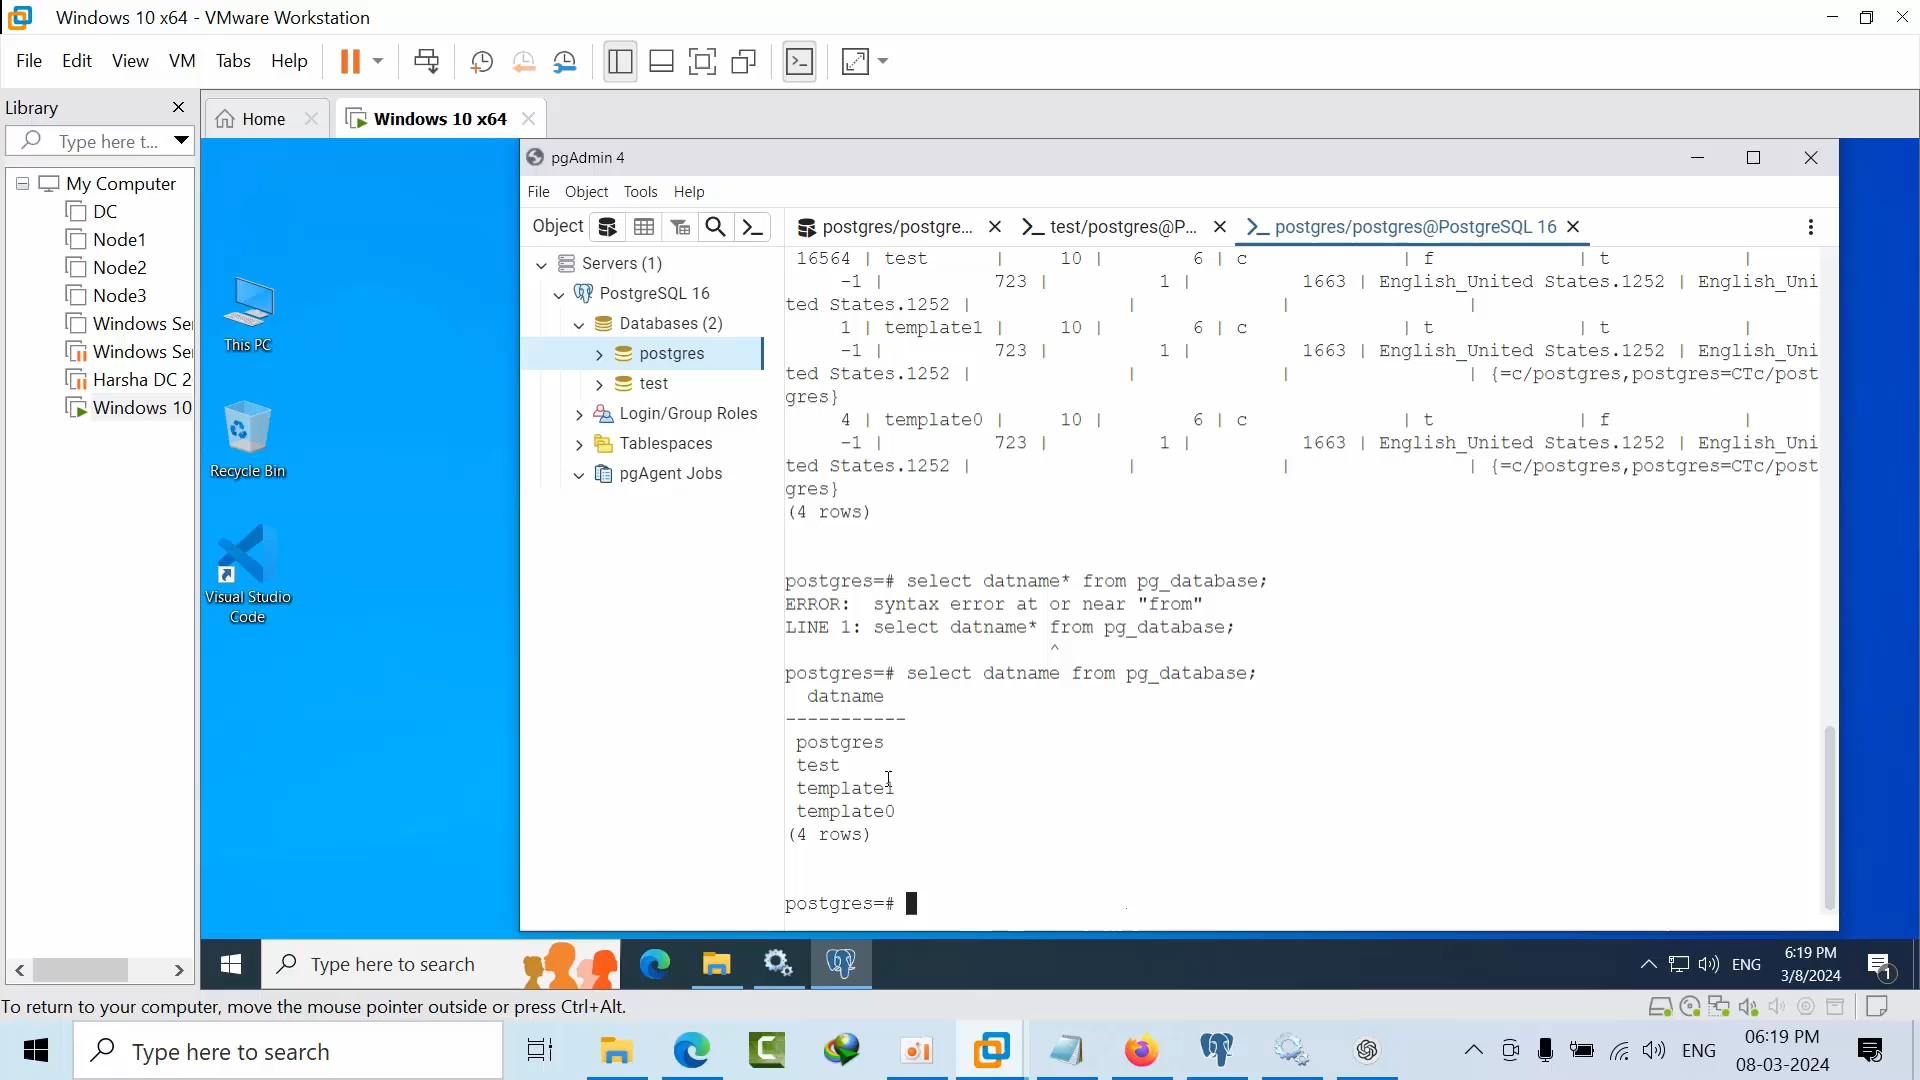 Windows 10 x64 - VMware Workstation
File Edit View VM Tabs Help
Library
Type here t...
My Computer
DC
Node1
Node2
Node3
Windows Se
Windows Se
Harsha DC 2
Windows 10
Home
Windows 10 x64
This PC
Recycle Bin
Visual Studio
Code
pgAdmin 4
File Object Tools Help
Object
postgres/postgre...
test/postgres@P...
postgres/postgres@PostgreSQL 16
Servers (1)
PostgreSQL 16
Databases (2)
postgres
test
Login/Group Roles
Tablespaces
pgAgent Jobs
16564 | test | 10 | 6 | c | f | t |
-1 | 723 | 1 | 1663 | English_United States.1252 | English_Uni
ted States.1252 | | | |
1 | template1 | 10 | 6 | c | t | t |
-1 | 723 | 1 | 1663 | English_United States.1252 | English_Uni
ted States.1252 | | | | {=c/postgres,postgres=CTc/post
gres}
4 | template0 | 10 | 6 | c | t | f |
-1 | 723 | 1 | 1663 | English_United States.1252 | English_Uni
ted States.1252 | | | | {=c/postgres,postgres=CTc/post
gres}
(4 rows)
postgres=# select datname* from pg_database;
ERROR:  syntax error at or near "from"
LINE 1: select datname* from pg_database;
^
postgres=# select datname from pg_database;
datname
-----------
postgres
test
template1
template0
(4 rows)
postgres=#
Type here to search
ENG
6:19 PM
3/8/2024
1
To return to your computer, move the mouse pointer outside or press Ctrl+Alt.
Type here to search
ENG
06:19 PM
08-03-2024